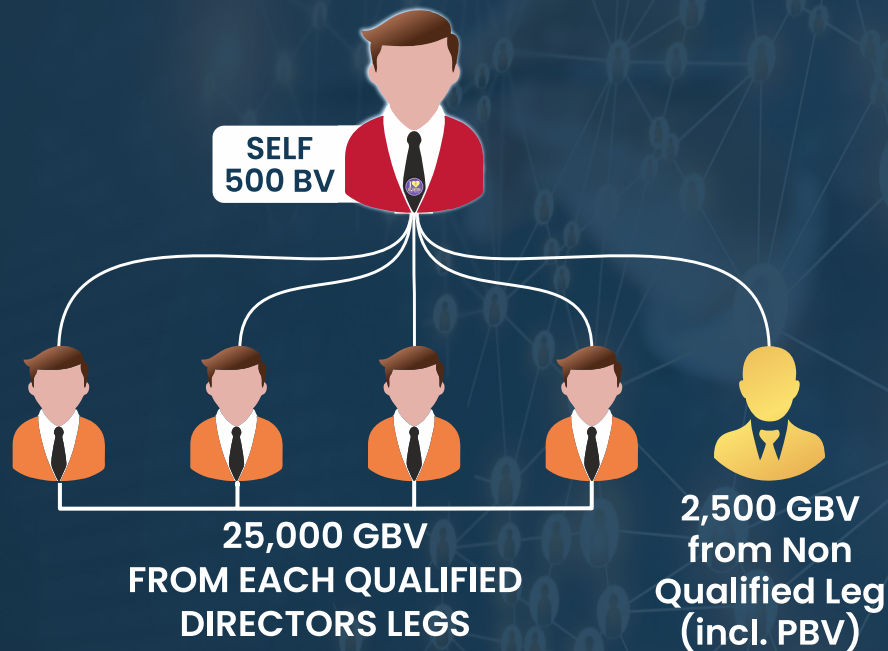 SELF
500 BV
25,000 GBV
FROM EACH QUALIFIED
DIRECTORS LEGS
2,500 GBV
from Non
Qualified Leg
(incl. PBV)